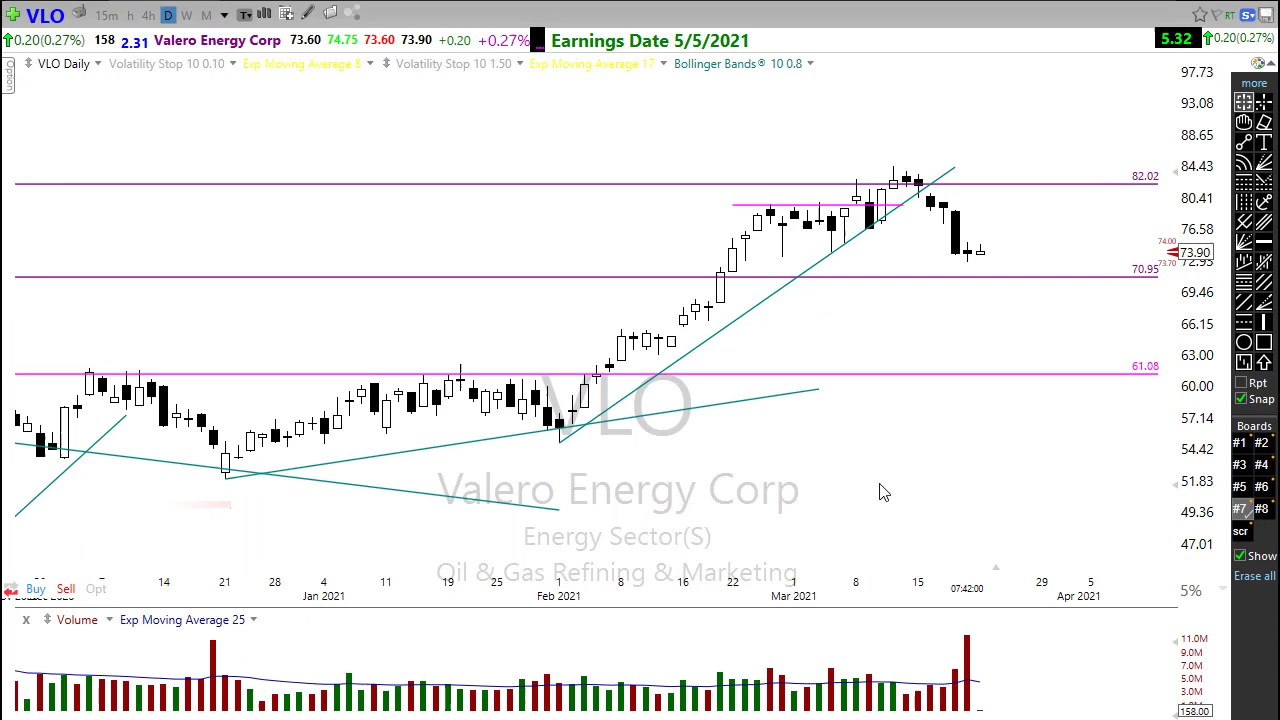 VLO 15m h 4h D W M T
0.20(0.27%) 158 2.31 Valero Energy Corp 73.60 74.75 73.60 73.90 +0.20 +0.27% Earnings Date 5/5/2021 5.32 0.20(0.27%)
RT S
Option
VLO Daily Volatility Stop 10 0.10 Exp Moving Average 8 Volatility Stop 10 1.50 Exp Moving Average 17 Bollinger Bands® 10 0.8
97.73
93.08
88.65
84.43
82.02
80.41
76.58
74.00
73.90
73.70
70.95
69.46
66.15
63.00
61.08
60.00
57.14
54.42
51.83
49.36
47.01
VLO
Valero Energy Corp
Energy Sector(S)
Oil & Gas Refining & Marketing
Buy Sell Opt
7 14 21 28 4 11 19 25 1 8 16 22 1 8 15 29 5
Jan 2021 Feb 2021 Mar 2021 07:42:00 Apr 2021
5%
x Volume Exp Moving Average 25
11.0M
9.0M
7.0M
5.0M
3.0M
158.00
more
Rpt
Snap
Boards
#1 #2
#3 #4
#5 #6
#7 #8
scr
Show
Erase all